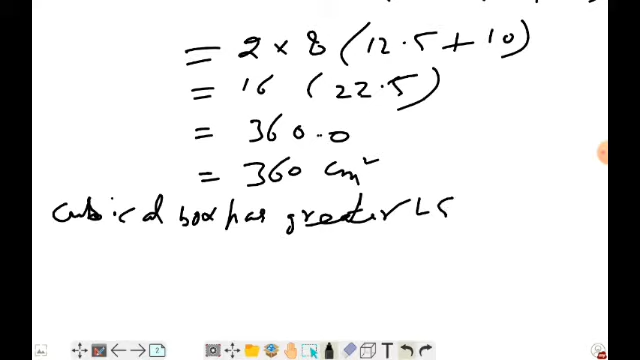 = 2 × 8 (12.5 + 10)
= 16 (22.5)
= 360.0
= 360 cm²
Cubical box has greater LS